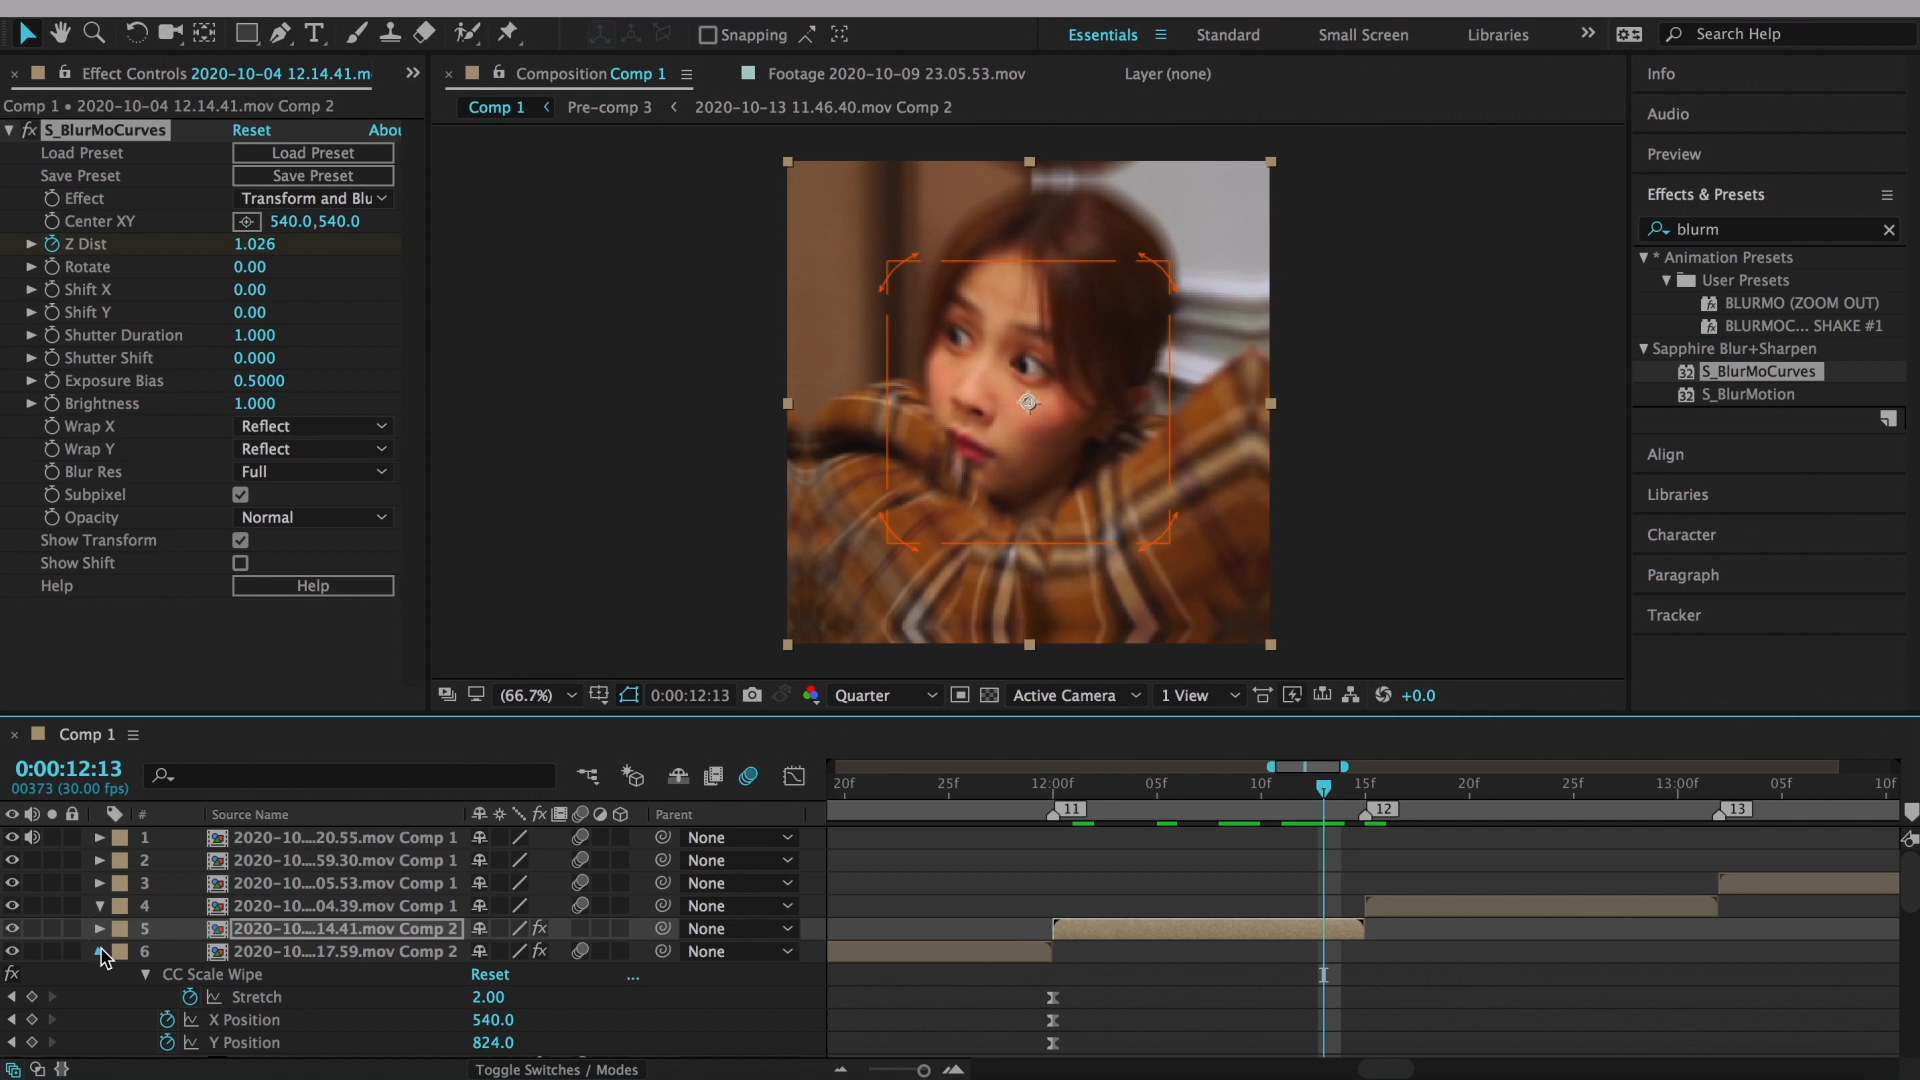 Snapping
Essentials
Standard
Small Screen
Libraries
Search Help
Effect Controls 2020-10-04 12.14.41.m
Composition Comp 1
Footage 2020-10-09 23.05.53.mov
Layer (none)
Comp 1 • 2020-10-04 12.14.41.mov Comp 2
Comp 1
Pre-comp 3
2020-10-13 11.46.40.mov Comp 2
fx S_BlurMoCurves Reset Abou
Load Preset Load Preset
Save Preset Save Preset
Effect Transform and Blu
Center XY 540.0,540.0
Z Dist 1.026
Rotate 0.00
Shift X 0.00
Shift Y 0.00
Shutter Duration 1.000
Shutter Shift 0.000
Exposure Bias 0.5000
Brightness 1.000
Wrap X Reflect
Wrap Y Reflect
Blur Res Full
Subpixel
Opacity Normal
Show Transform
Show Shift
Help Help
Info
Audio
Preview
Effects & Presets
blurm
* Animation Presets
User Presets
BLURMO (ZOOM OUT)
BLURMOC... SHAKE #1
Sapphire Blur+Sharpen
32 S_BlurMoCurves
32 S_BlurMotion
Align
Libraries
Character
Paragraph
Tracker
(66.7%) 0:00:12:13 Quarter Active Camera 1 View +0.0
Comp 1
0:00:12:13
00373 (30.00 fps)
20f 25f 12:00f 05f 10f 15f 20f 25f 13:00f 05f 10f
11 12 13
# Source Name fx Parent
1 2020-10....20.55.mov Comp 1 None
2 2020-10....59.30.mov Comp 1 None
3 2020-10....05.53.mov Comp 1 None
4 2020-10....04.39.mov Comp 1 None
5 2020-10....14.41.mov Comp 2 fx None
6 2020-10....17.59.mov Comp 2 fx None
fx CC Scale Wipe Reset ...
Stretch 2.00
X Position 540.0
Y Position 824.0
Toggle Switches / Modes